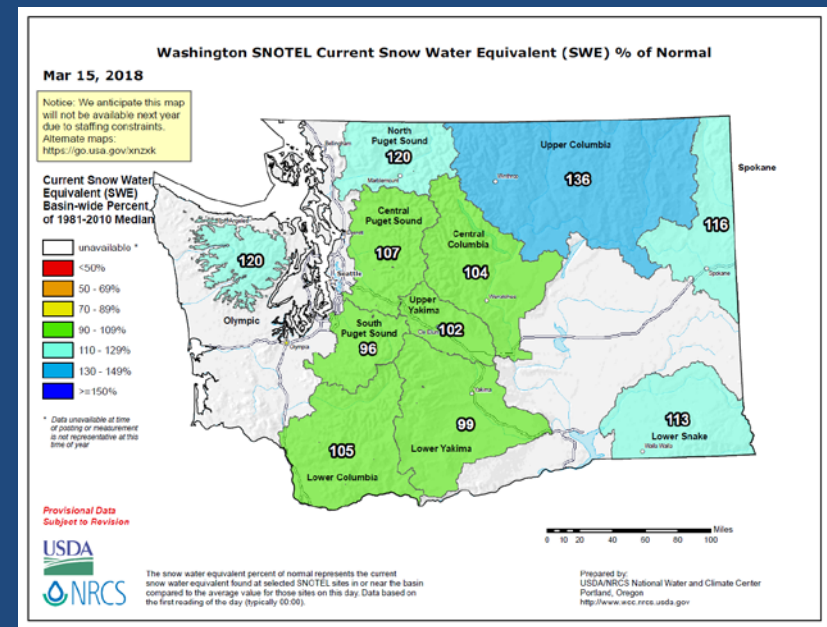 Washington SNOTEL Current Snow Water Equivalent (SWE) % of Normal
Mar 15, 2018
Notice: We anticipate this map
will not be available next year
due to staffing constraints.
Alternate maps:
https://go.usa.gov/xnzxk
Current Snow Water
Equivalent (SWE)
Basin-wide Percent
of 1981-2010 Median
unavailable *
<50%
50 - 69%
70 - 89%
90 - 109%
110 - 129%
130 - 149%
>=150%
* Data unavailable at time
of posting or measurement
is not representative at this
time of year
Provisional Data
Subject to Revision
USDA
NRCS
North
Puget Sound
120
Bellingham
Marblemount
Upper Columbia
136
Winthrop
Spokane
116
Spokane
Central
Puget Sound
107
Central
Columbia
104
Wenatchee
120
Olympic
Seattle
Olympia
Upper
Yakima
102
South
Puget Sound
96
Yakima
99
Lower Yakima
105
Lower Columbia
113
Lower Snake
Walla Walla
Miles
0 10 20 40 60 80 100
The snow water equivalent percent of normal represents the current
snow water equivalent found at selected SNOTEL sites in or near the basin
compared to the average value for those sites on this day. Data based on
the first reading of the day (typically 00:00).
Prepared by:
USDA/NRCS National Water and Climate Center
Portland, Oregon
http://www.wcc.nrcs.usda.gov